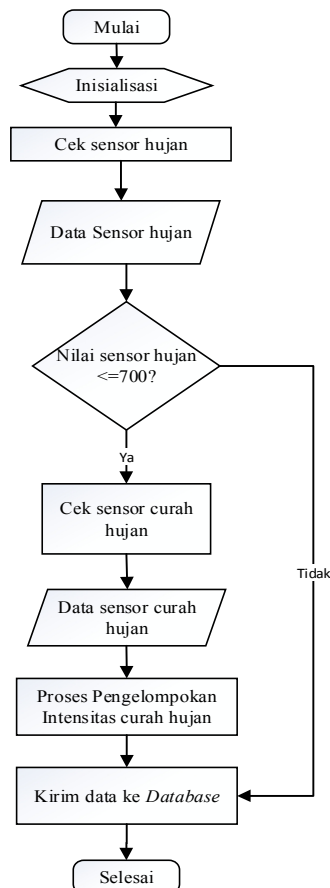 Mulai
Inisialisasi
Cek sensor hujan
Data Sensor hujan
Nilai sensor hujan
<=700?
Ya
Cek sensor curah
hujan
Tidak
Data sensor curah
hujan
Proses Pengelompokan
Intensitas curah hujan
Kirim data ke Database
Selesai